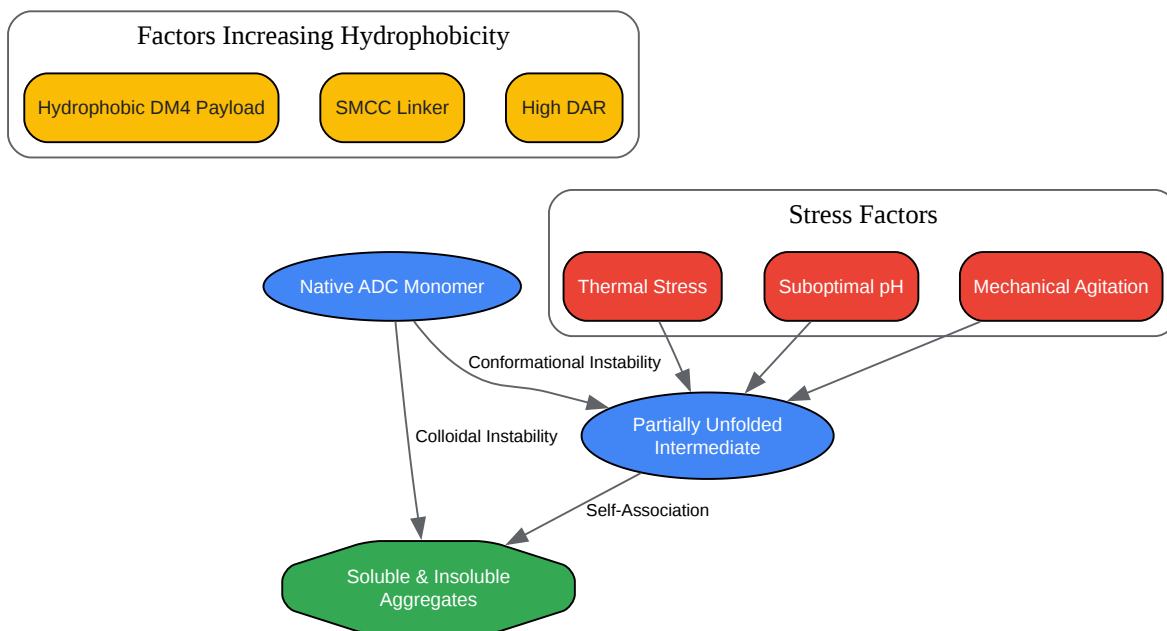 Factors Increasing Hydrophobicity
Hydrophobic DM4 Payload
SMCC Linker
High DAR
Stress Factors
Native ADC Monomer
Thermal Stress
Suboptimal pH
Mechanical Agitation
Conformational Instability
Colloidal Instability
Partially Unfolded
Intermediate
Self-Association
Soluble & Insoluble
Aggregates